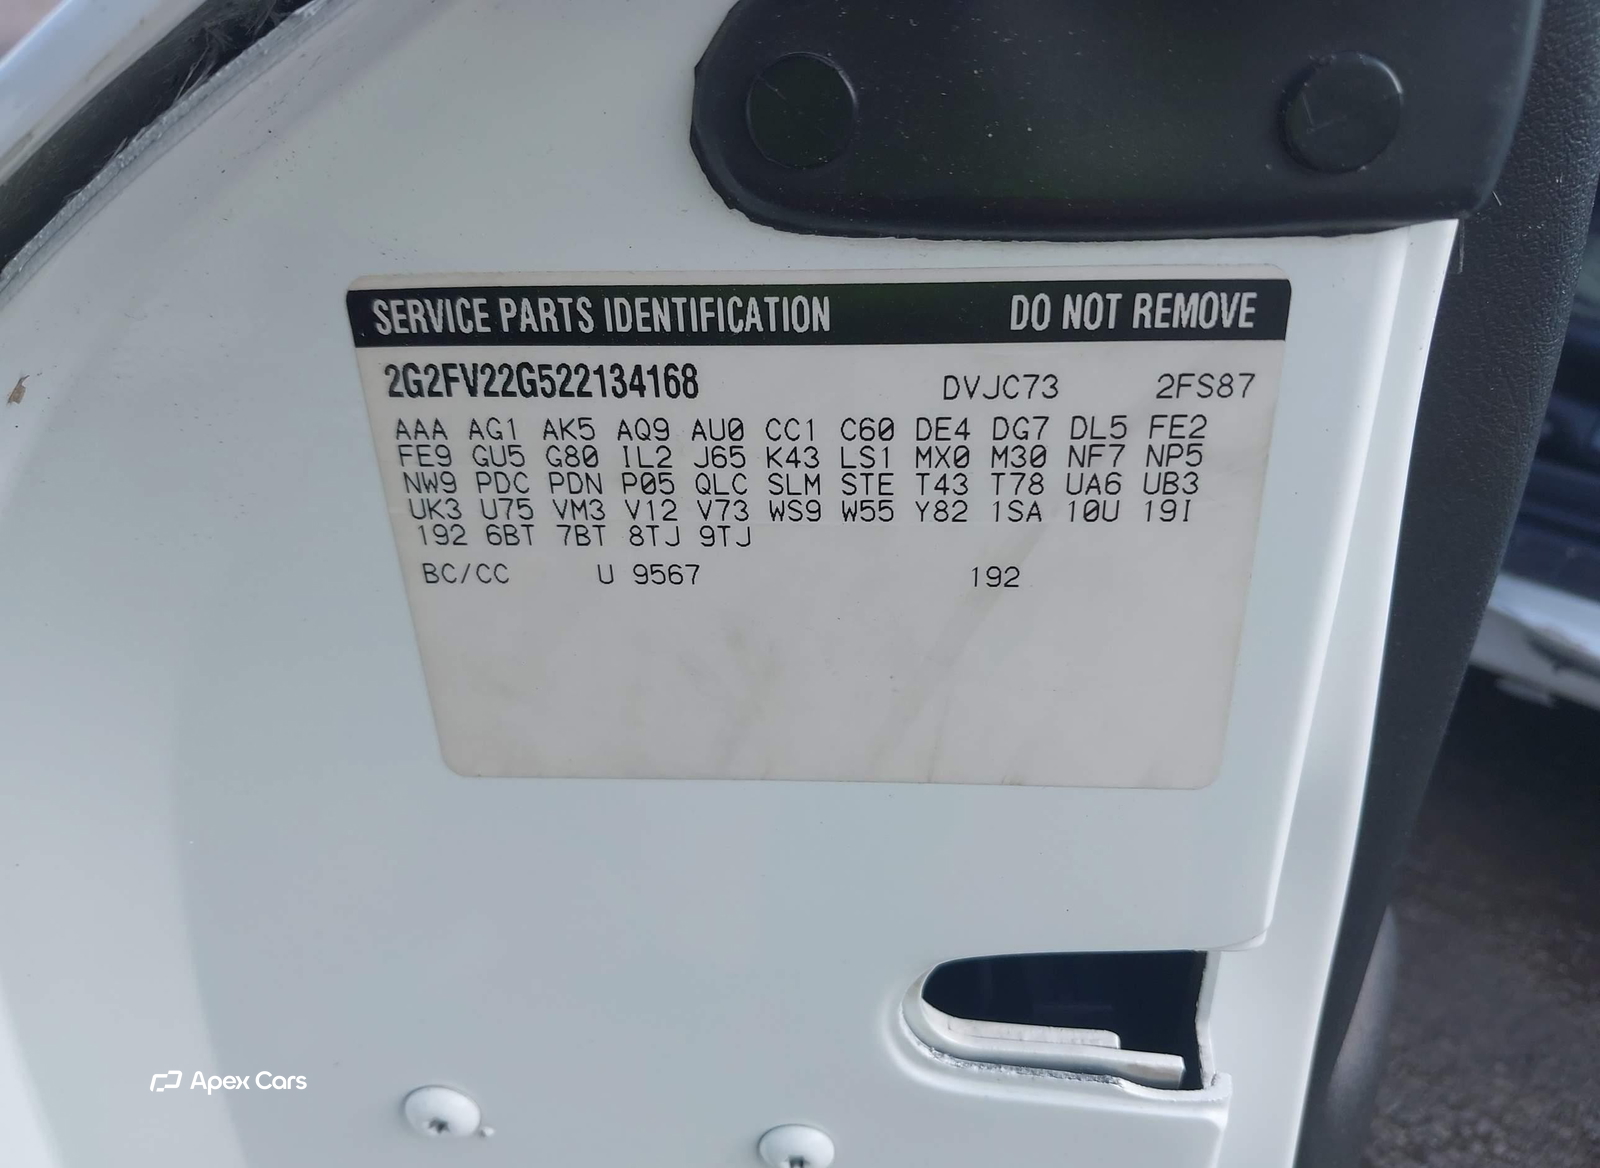 SERVICE PARTS IDENTIFICATION DO NOT REMOVE
2G2FV22G522134168 DVJC73 2FS87
AAA AG1 AK5 AQ9 AU0 CC1 C60 DE4 DG7 DL5 FE2
FE9 GU5 G80 IL2 J65 K43 LS1 MX0 M30 NF7 NP5
NW9 PDC PDN P05 QLC SLM STE T43 T78 UA6 UB3
UK3 U75 VM3 V12 V73 WS9 W55 Y82 1SA 10U 19I
192 6BT 7BT 8TJ 9TJ
BC/CC U 9567 192
Apex Cars